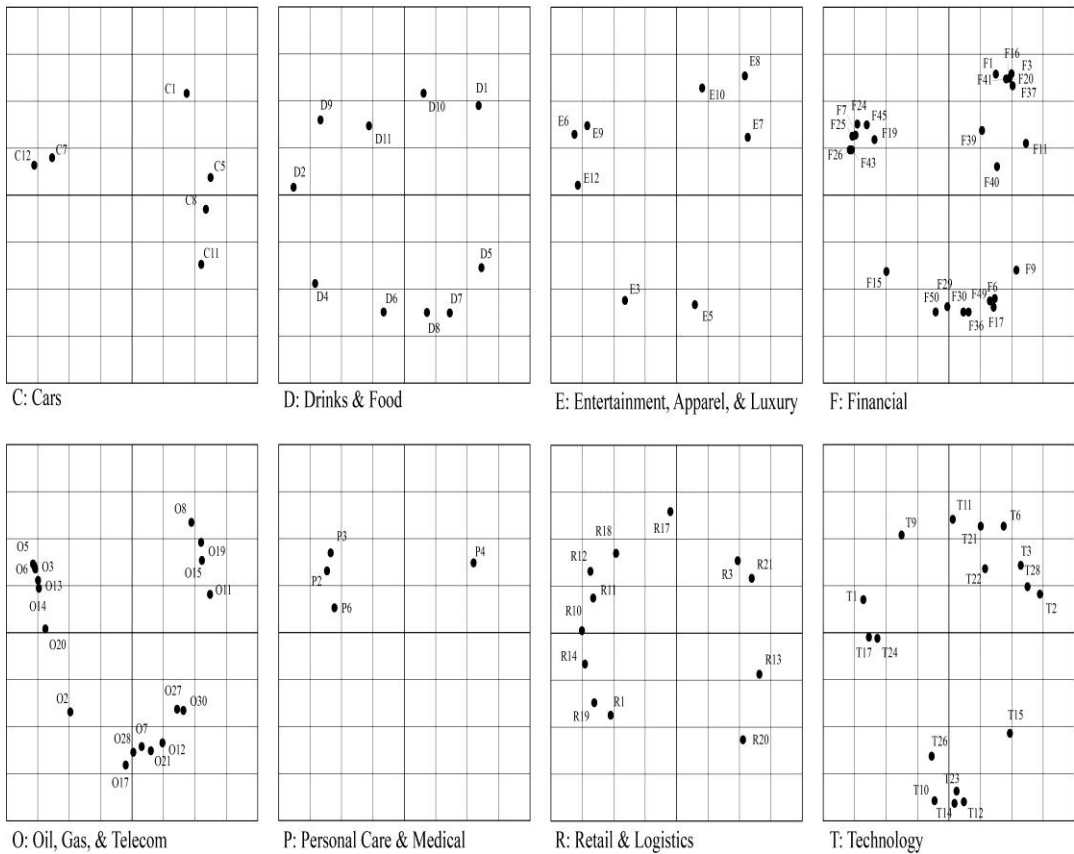 C1
C7
C12
C5
C8
C11
C: Cars
D1
D9
D10
D11
D2
D5
D4
D6
D7
D8
D: Drinks & Food
E8
E10
E6
E9
E7
E12
E3
E5
E: Entertainment, Apparel, & Luxury
F16
F1
F3
F41
F20
F37
F24
F7
F45
F25
F19
F39
F11
F26
F43
F40
F9
F15
F29
F6
F50
F30
F49
F36
F17
F: Financial
O8
O5
O19
O6
O3
O15
O13
O11
O14
O20
O27
O2
O30
O7
O28
O12
O21
O17
O: Oil, Gas, & Telecom
P3
P4
P2
P6
P: Personal Care & Medical
R17
R18
R12
R21
R3
R11
R10
R14
R13
R1
R19
R20
R: Retail & Logistics
T11
T6
T9
T21
T3
T22
T28
T1
T2
T17
T24
T15
T26
T23
T10
T14
T12
T: Technology